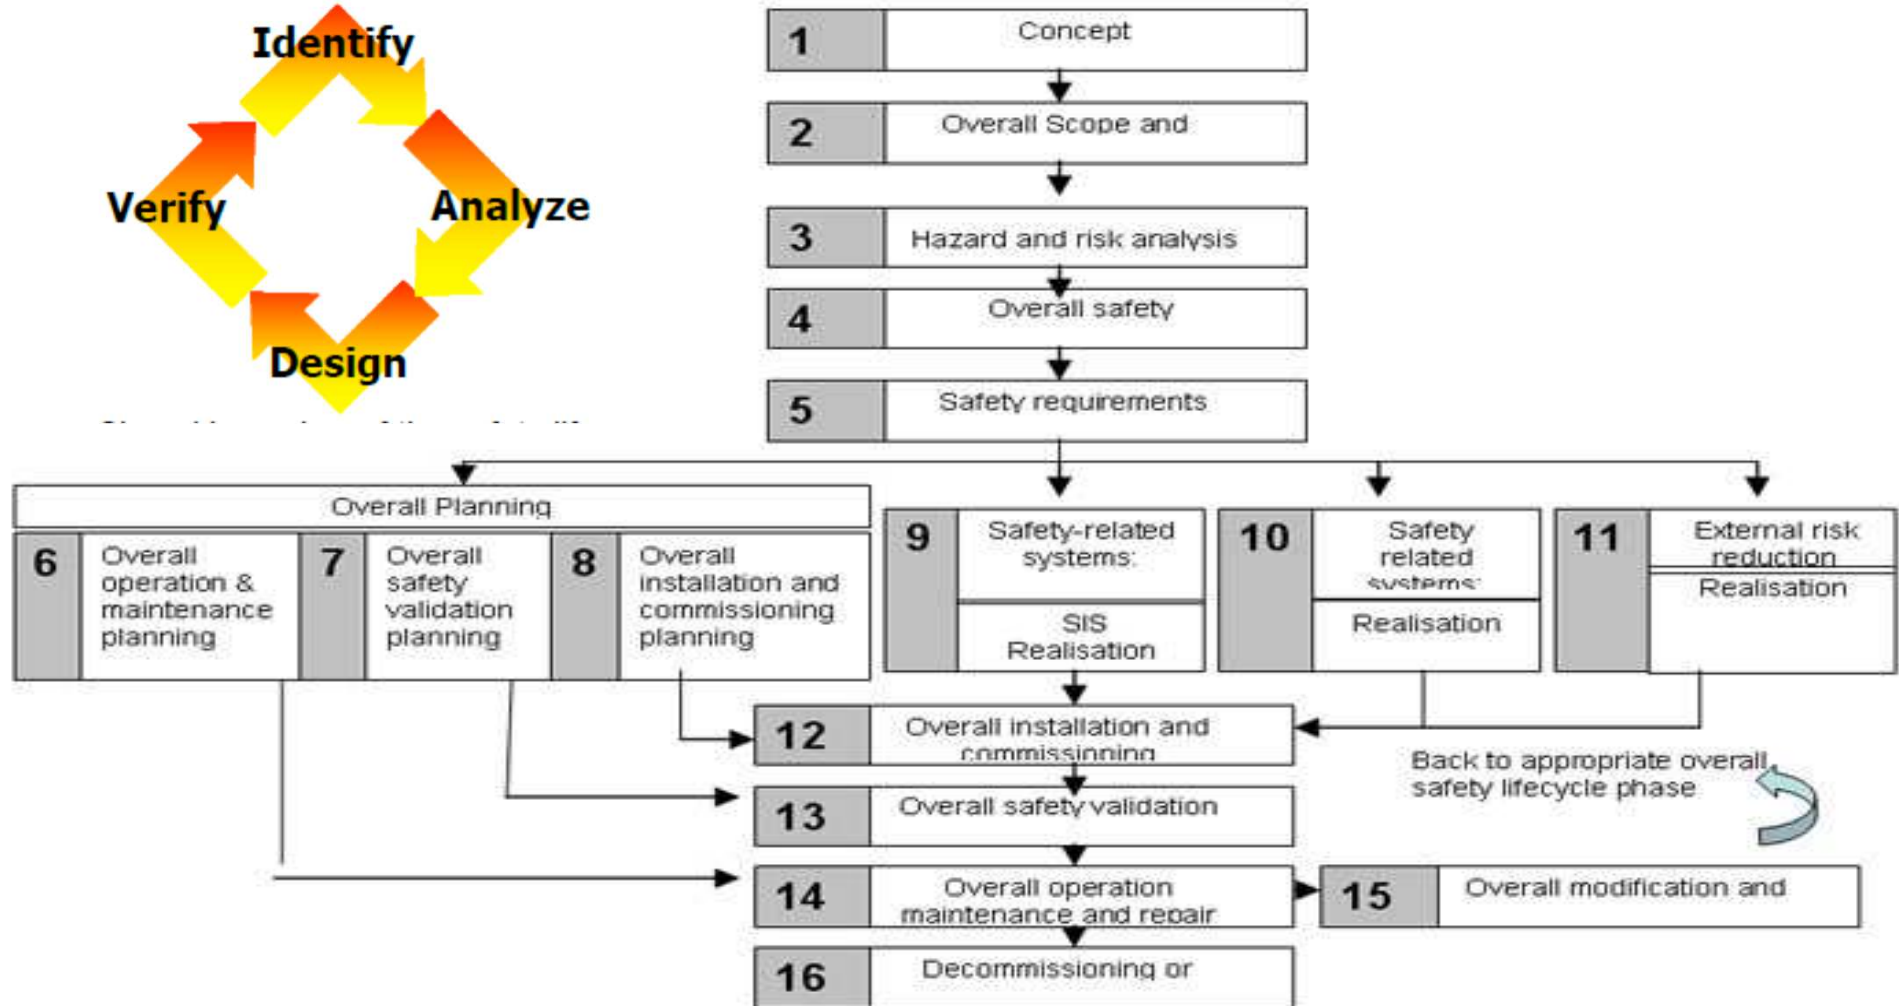 Identify
Verify
Analyze
Design
1
Concept
2
Overall Scope and
3
Hazard and risk analysis
4
Overall safety
5
Safety requirements
Overall Planning
6
Overall
operation &
maintenance
planning
7
Overall
safety
validation
planning
8
Overall
installation and
commissioning
planning
9
Safety-related
systems:
SIS
Realisation
10
Safety
related
systems:
Realisation
11
External risk
reduction
Realisation
12
Overall installation and
commissioning
Back to appropriate overall
safety lifecycle phase
13
Overall safety validation
14
Overall operation
maintenance and repair
15
Overall modification and
16
Decommissioning or